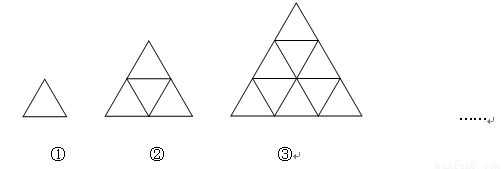 ……↵
① ② ③↵